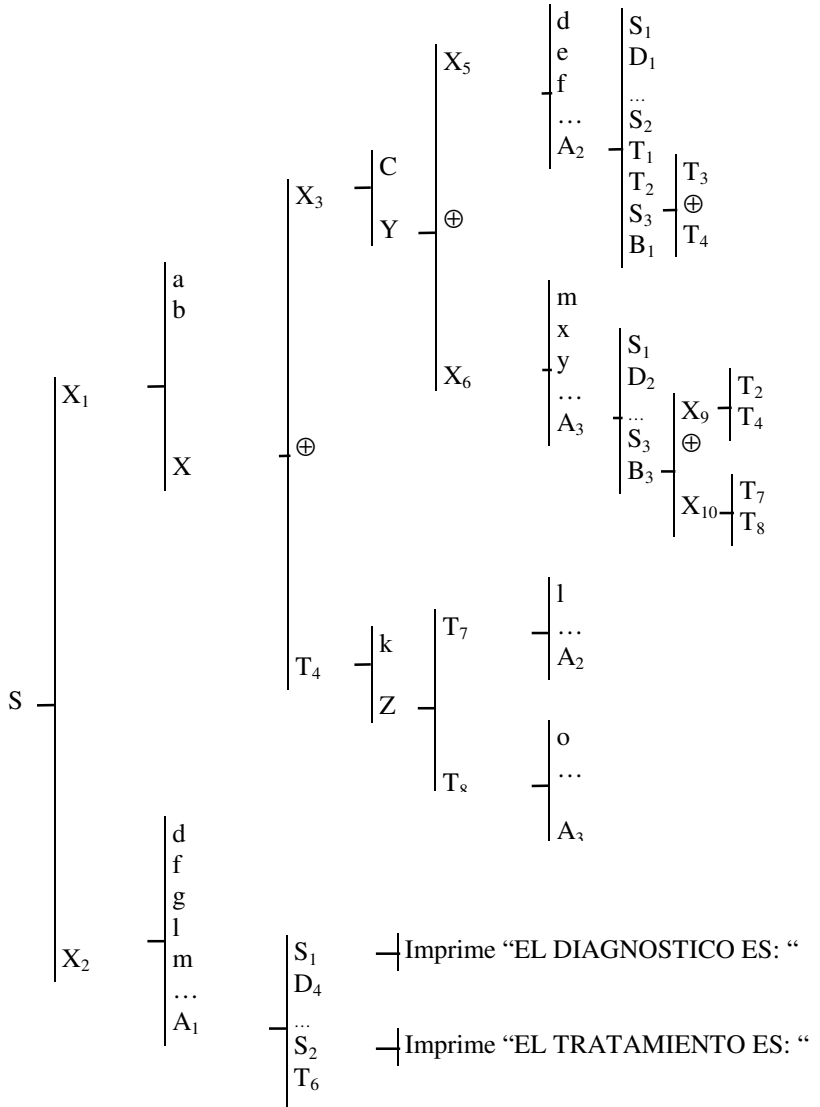 S
X₁
X₂
a
b
X
X₃
⊕
T₄
C
Y
X₅
⊕
X₆
d
e
f
…
A₂
S₁
D₁
...
S₂
T₁
T₂
S₃
B₁
T₃
⊕
T₄
m
x
y
…
A₃
S₁
D₂
...
S₃
B₃
X₉
⊕
X₁₀
T₂
T₄
T₇
T₈
k
Z
T₇
T₈
l
…
A₂
o
…
A₃
d
f
g
l
m
…
A₁
S₁
D₄
...
S₂
T₆
Imprime “EL DIAGNOSTICO ES: “
Imprime “EL TRATAMIENTO ES: “